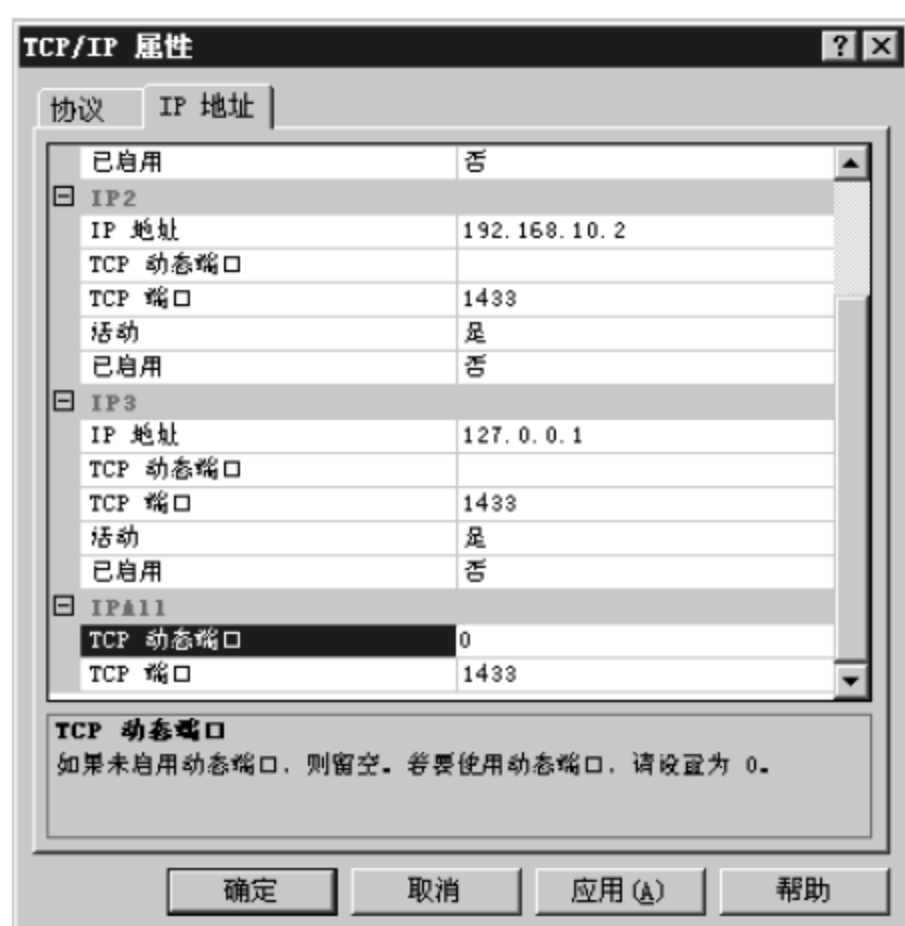 TCP/IP 属性
协议 IP 地址
已启用 否
IP2
IP 地址 192.168.10.2
TCP 动态端口
TCP 端口 1433
活动 是
已启用 否
IP3
IP 地址 127.0.0.1
TCP 动态端口
TCP 端口 1433
活动 是
已启用 否
IPAll
TCP 动态端口 0
TCP 端口 1433
TCP 动态端口
如果未启用动态端口，则留空。若要使用动态端口，请设置为 0。
确定 取消 应用(A) 帮助